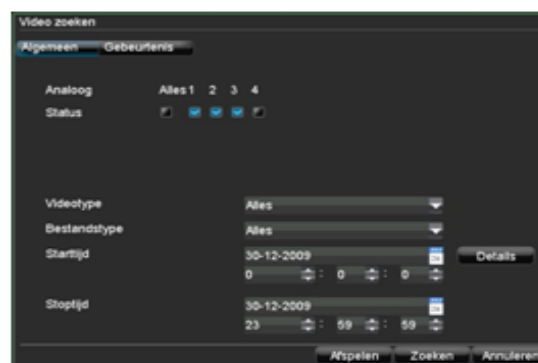 Video zoeken
Algemeen Gebeurtenis
Analoog Alles 1 2 3 4
Status
Videotype Alles
Bestandstype Alles
Starttijd 30-12-2009 Details
0 : 0 : 0
Stoptijd 30-12-2009
23 : 59 : 59
Afspelen Zoeken Annuleren